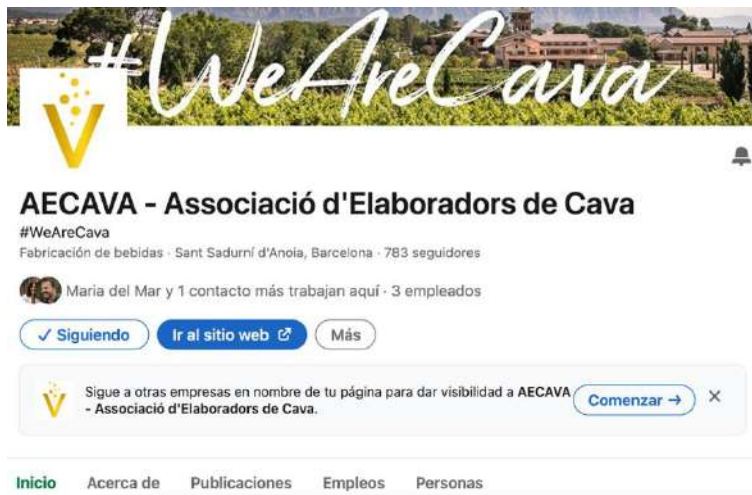 #WeAreCava
AECAVA - Associació d'Elaboradors de Cava
#WeAreCava
Fabricación de bebidas · Sant Sadurní d'Anoia, Barcelona · 783 seguidores
Maria del Mar y 1 contacto más trabajan aquí · 3 empleados
✓ Siguiendo Ir al sitio web Más
Sigue a otras empresas en nombre de tu página para dar visibilidad a AECAVA
- Associació d'Elaboradors de Cava.
Comenzar →
Inicio Acerca de Publicaciones Empleos Personas